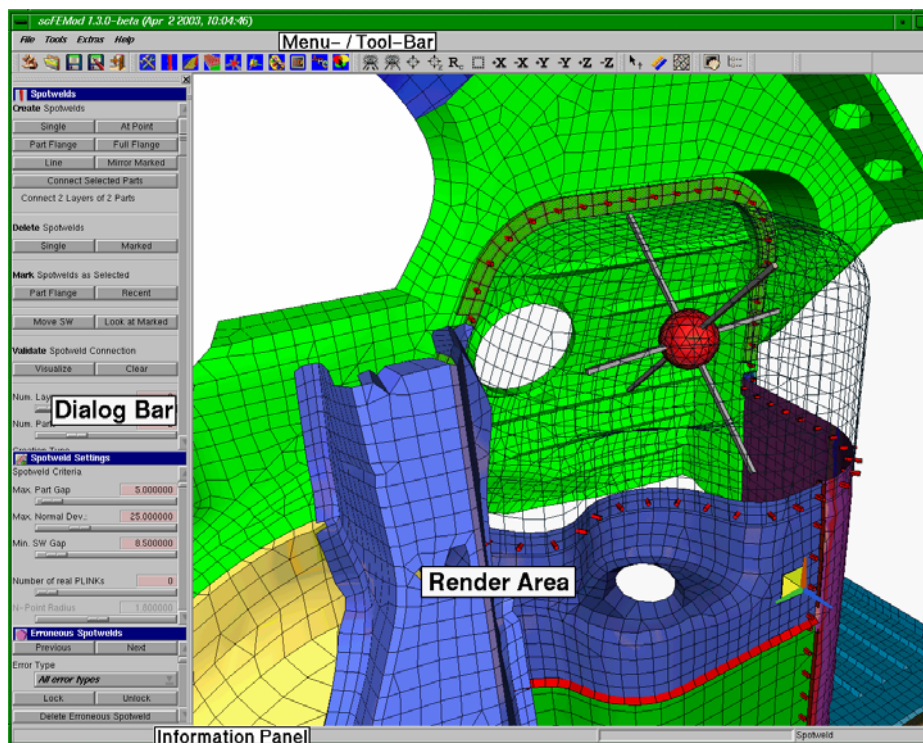 scFEMod 1.3.0-beta (Apr 2 2003, 10:04:46)
File Tools Extras Help
Menu- / Tool-Bar
R -X -X -Y -Y -Z -Z
Spotwelds
Create Spotwelds
Single At Point
Part Flange Full Flange
Line Mirror Marked
Connect Selected Parts
Connect 2 Layers of 2 Parts
Delete Spotwelds
Single Marked
Mark Spotwelds as Selected
Part Flange Recent
Move SW Look at Marked
Validate Spotweld Connection
Visualize Clear
Num.
Dialog Bar
Num.
Spotweld Settings
Spotweld Criteria
Max. Part Gap 5.000000
Max. Normal Dev.: 25.000000
Min. SW Gap 8.500000
Render Area
Number of real PLINKs 0
N-Point Radius 1.000000
Erroneous Spotwelds
Previous Next
Error Type
All error types
Lock Unlock
Delete Erroneous Spotweld
Information Panel
Spotweld